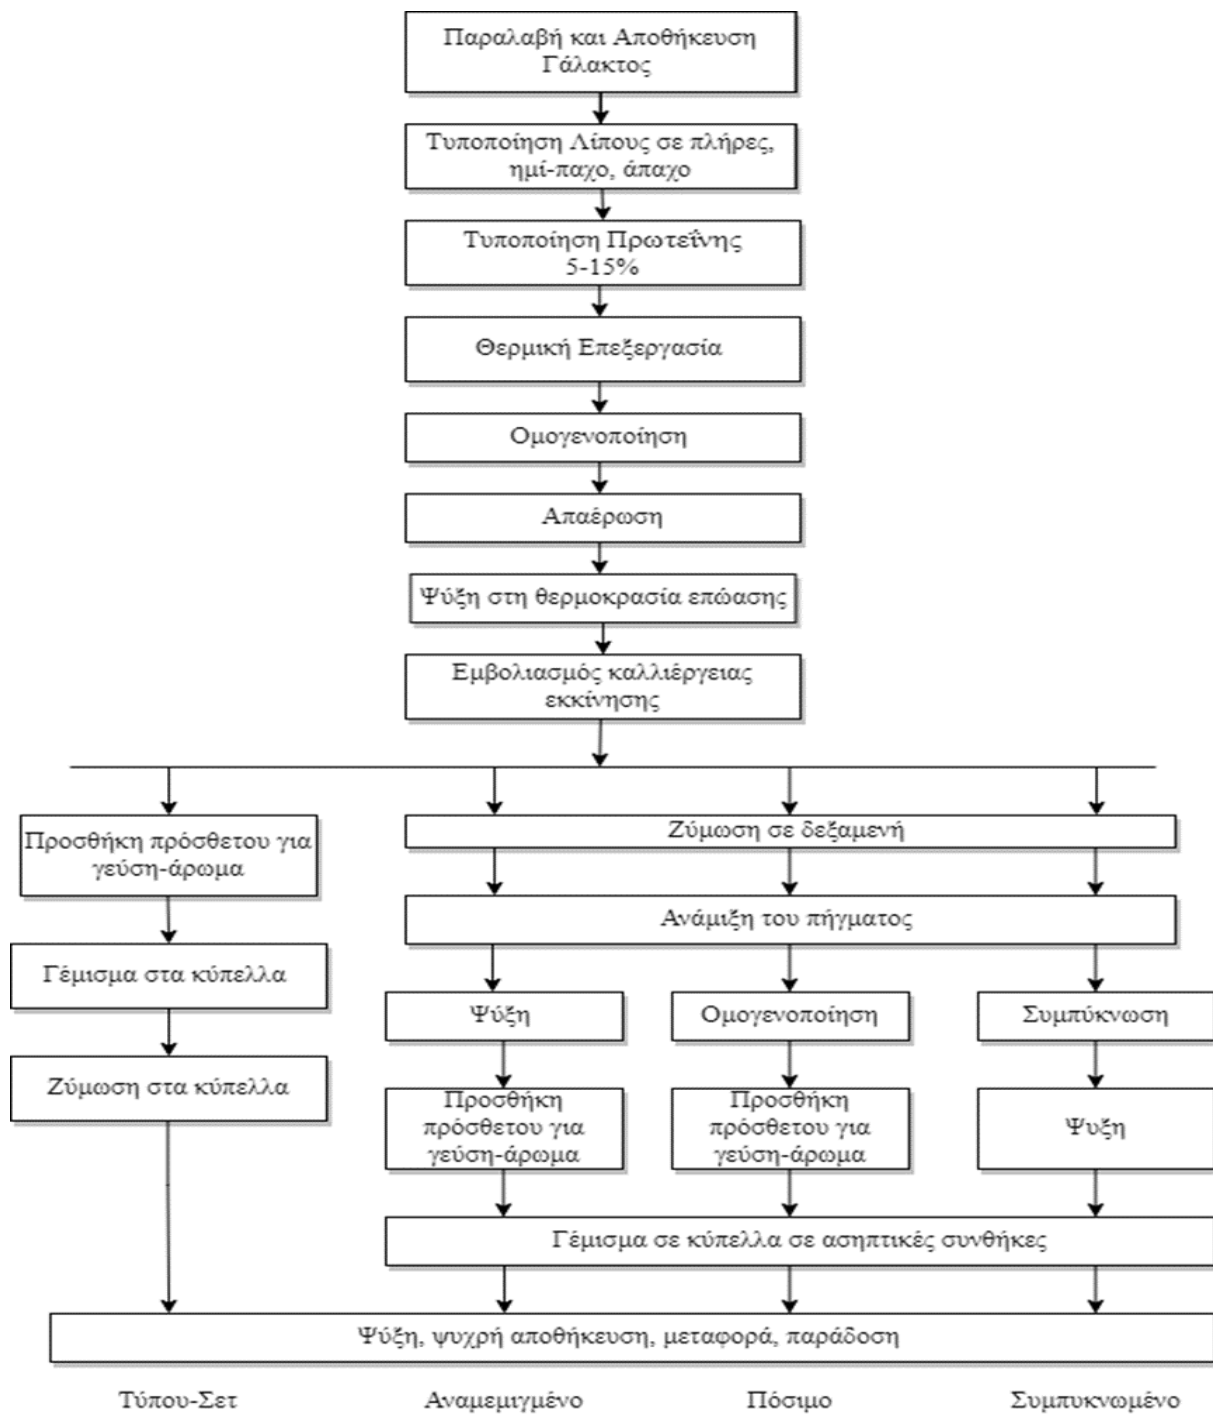 Παραλαβή και Αποθήκευση
Γάλακτος
Τυποποίηση Λίπους σε πλήρες,
ημί-παχο, άπαχο
Τυποποίηση Πρωτεΐνης
5-15%
Θερμική Επεξεργασία
Ομογενοποίηση
Απαέρωση
Ψύξη στη θερμοκρασία επώασης
Εμβολιασμός καλλιέργειας
εκκίνησης
Προσθήκη πρόσθετου για
γεύση-άρωμα
Γέμισμα στα κύπελλα
Ζύμωση στα κύπελλα
Ζύμωση σε δεξαμενή
Ανάμιξη του πήγματος
Ψύξη
Ομογενοποίηση
Συμπύκνωση
Προσθήκη
πρόσθετου για
γεύση-άρωμα
Προσθήκη
πρόσθετου για
γεύση-άρωμα
Ψυξη
Γέμισμα σε κύπελλα σε ασηπτικές συνθήκες
Ψύξη, ψυχρή αποθήκευση, μεταφορά, παράδοση
Τύπου-Σετ
Αναμεμιγμένο
Πόσιμο
Συμπυκνωμένο